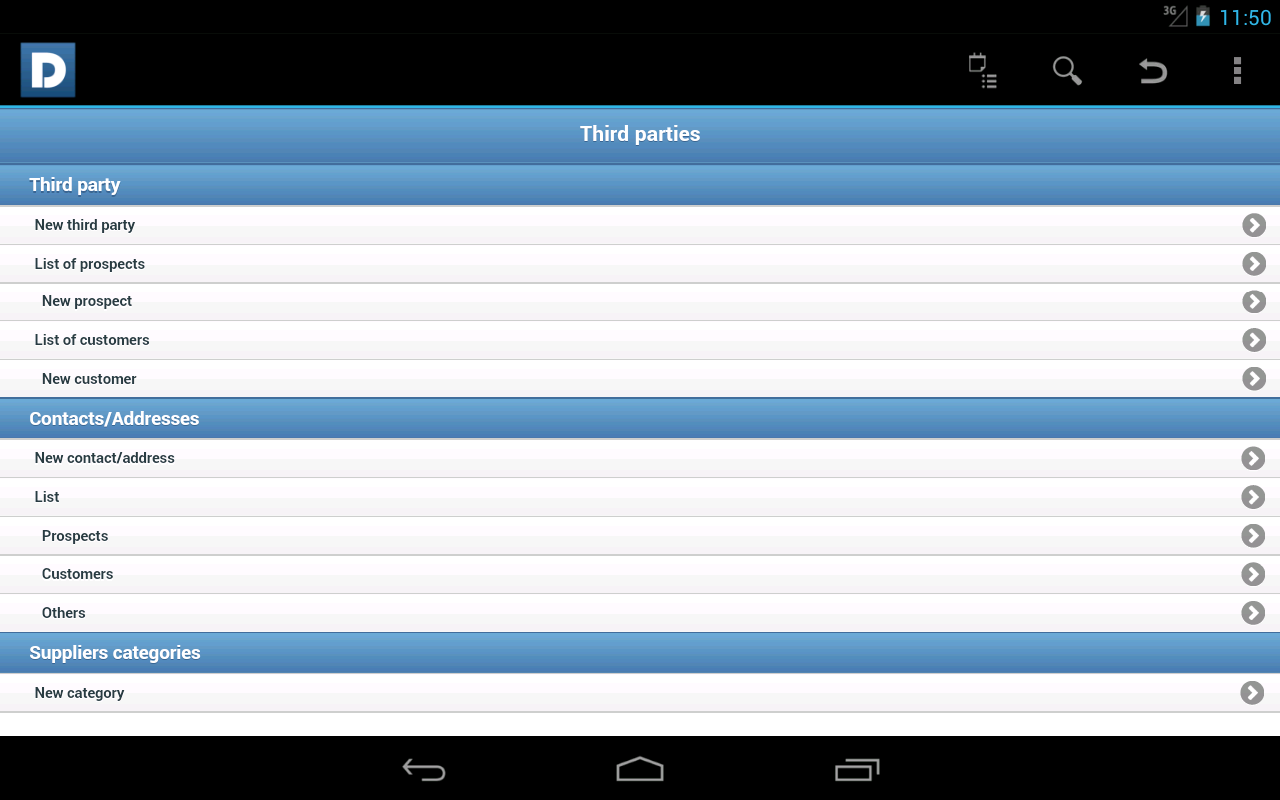 3G 11:50
D
Third parties
Third party
New third party
List of prospects
New prospect
List of customers
New customer
Contacts/Addresses
New contact/address
List
Prospects
Customers
Others
Suppliers categories
New category